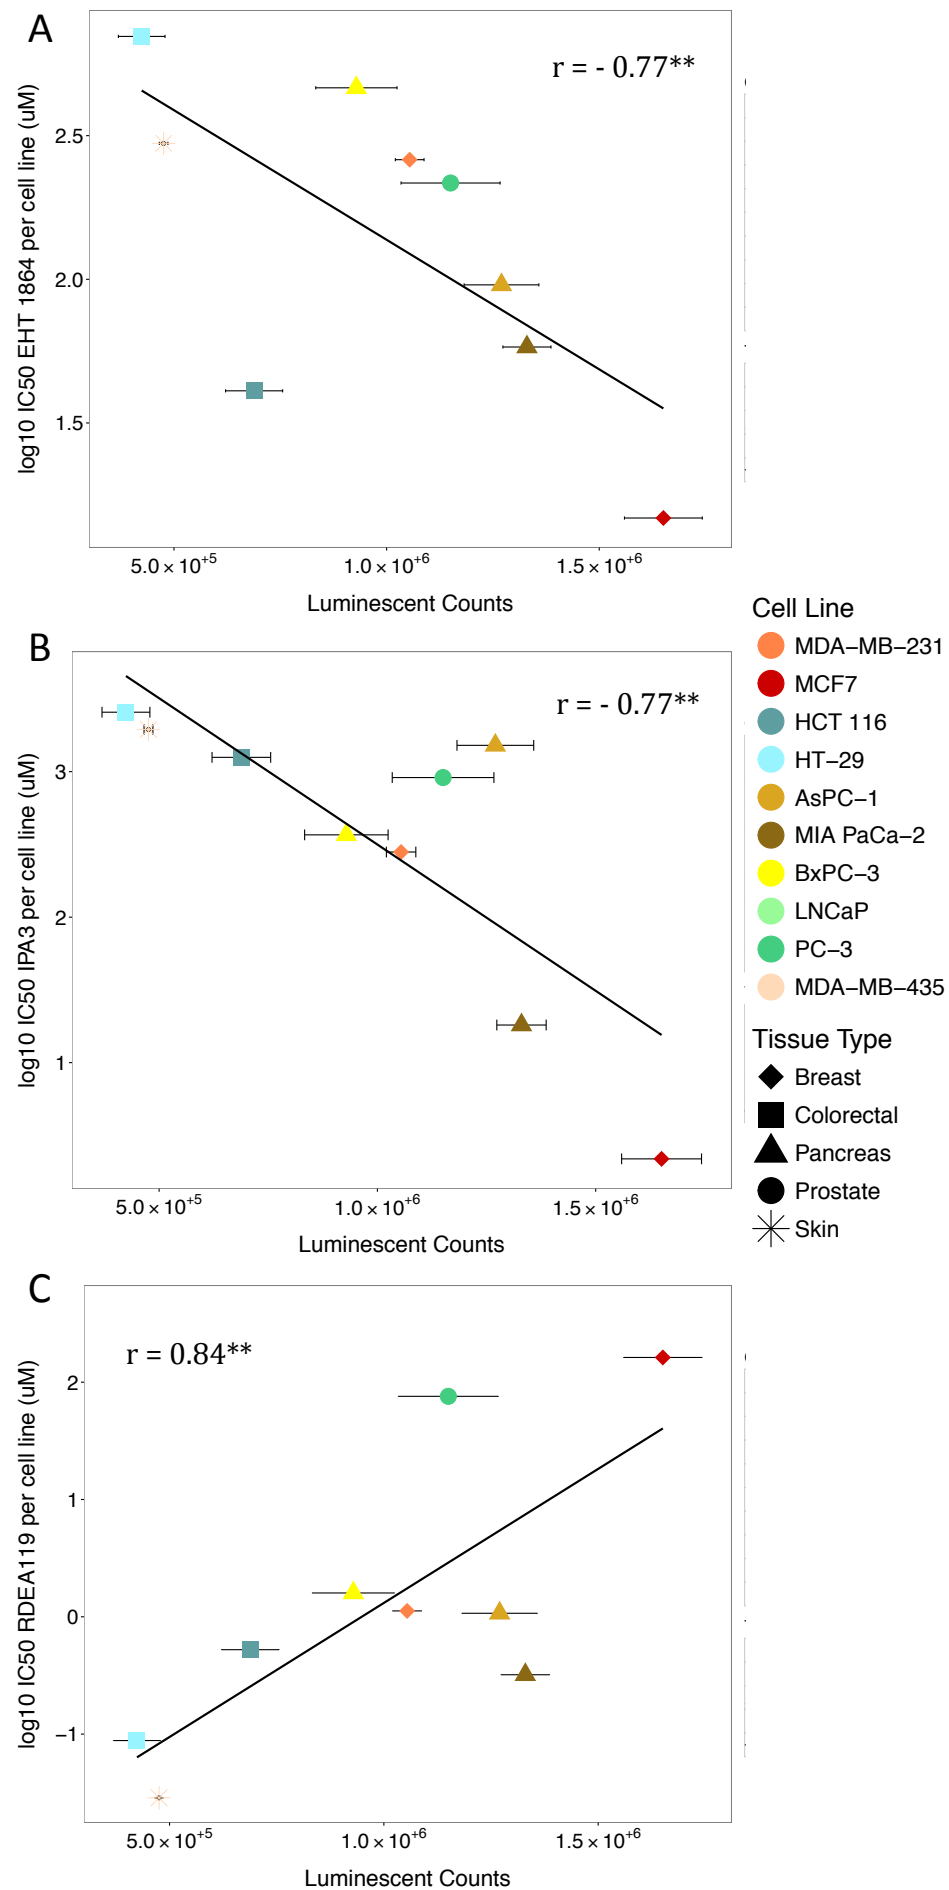 A
r = - 0.77**
log10 IC50 EHT 1864 per cell line (uM)
2.5
2.0
1.5
5.0 × 10⁺⁵
1.0 × 10⁺⁶
1.5 × 10⁺⁶
Luminescent Counts
B
r = - 0.77**
log10 IC50 IPA3 per cell line (uM)
3
2
1
5.0 × 10⁺⁵
1.0 × 10⁺⁶
1.5 × 10⁺⁶
Luminescent Counts
Cell Line
MDA−MB−231
MCF7
HCT 116
HT−29
AsPC−1
MIA PaCa−2
BxPC−3
LNCaP
PC−3
MDA−MB−435
Tissue Type
Breast
Colorectal
Pancreas
Prostate
Skin
C
r = 0.84**
log10 IC50 RDEA119 per cell line (uM)
2
1
0
−1
5.0 × 10⁺⁵
1.0 × 10⁺⁶
1.5 × 10⁺⁶
Luminescent Counts